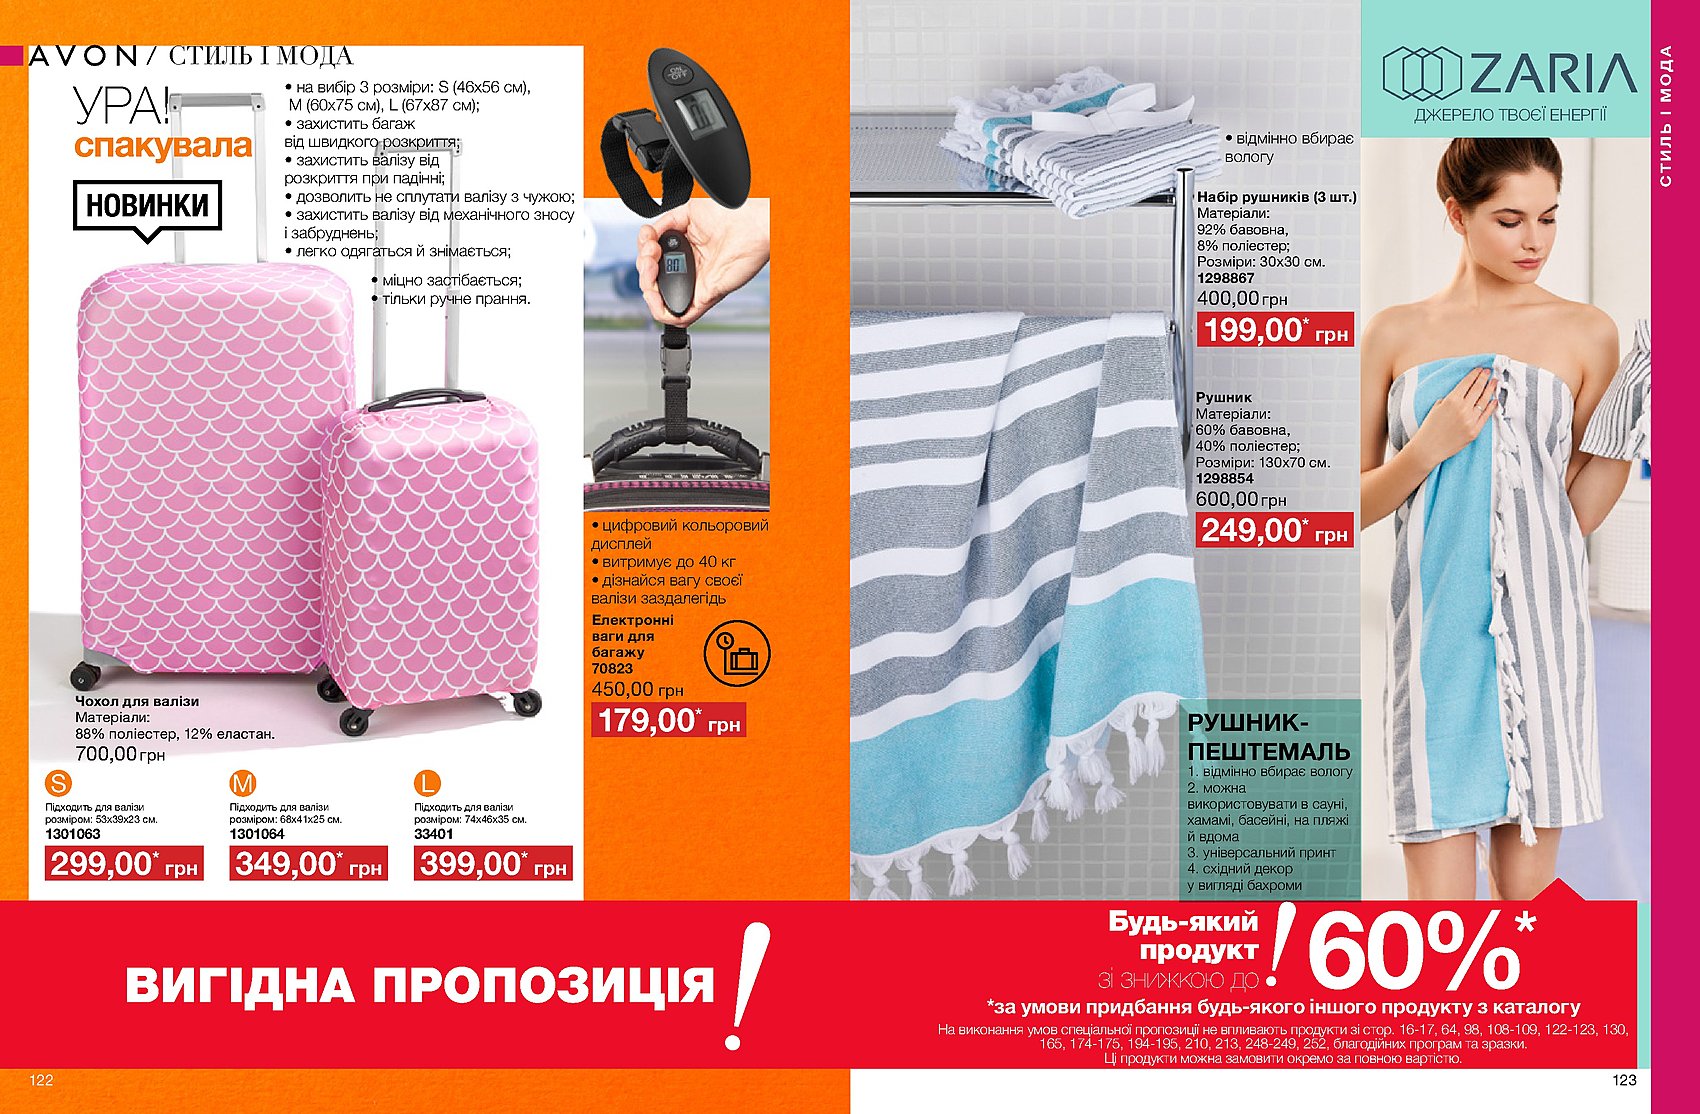 AVON / СТИЛЬ І МОДА
УРА!
спакувала
НОВИНКИ
• на вибір 3 розміри: S (46х56 см),
М (60х75 см), L (67х87 см);
• захистить багаж
від швидкого розкриття;
• захистить валізу від
розкриття при падінні;
• дозволить не сплутати валізу з чужою;
• захистить валізу від механічного зносу
і забруднень;
• легко одягаться й знімається;
• міцно застібається;
• тільки ручне прання.
Чохол для валізи
Матеріали:
88% поліестер, 12% еластан.
700,00 грн
S
Підходить для валізи
розміром: 53х39х23 см.
1301063
299,00* грн
M
Підходить для валізи
розміром: 68х41х25 см.
1301064
349,00* грн
L
Підходить для валізи
розміром: 74х46х35 см.
33401
399,00* грн
ON
OFF
80
• цифровий кольоровий
дисплей
• витримує до 40 кг
• дізнайся вагу своєї
валізи заздалегідь
Електронні
ваги для
багажу
70823
450,00 грн
179,00* грн
• відмінно вбирає
вологу
Набір рушників (3 шт.)
Матеріали:
92% бавовна,
8% поліестер;
Розміри: 30х30 см.
1298867
400,00 грн
199,00* грн
Рушник
Матеріали:
60% бавовна,
40% поліестер;
Розміри: 130х70 см.
1298854
600,00 грн
249,00* грн
РУШНИК-
ПЕШТЕМАЛЬ
1. відмінно вбирає вологу
2. можна
використовувати в сауні,
хамамі, басейні, на пляжі
й вдома
3. універсальний принт
4. східний декор
у вигляді бахроми
ZARIA
ДЖЕРЕЛО ТВОЄЇ ЕНЕРГІЇ
СТИЛЬ І МОДА
ВИГІДНА ПРОПОЗИЦІЯ!
Будь-який
продукт
зі знижкою до
! 60%*
*за умови придбання будь-якого іншого продукту з каталогу
На виконання умов спеціальної пропозиції не впливають продукти зі стор. 16-17, 64, 98, 108-109, 122-123, 130,
165, 174-175, 194-195, 210, 213, 248-249, 252, благодійних програм та зразки.
Ці продукти можна замовити окремо за повною вартістю.
122
123